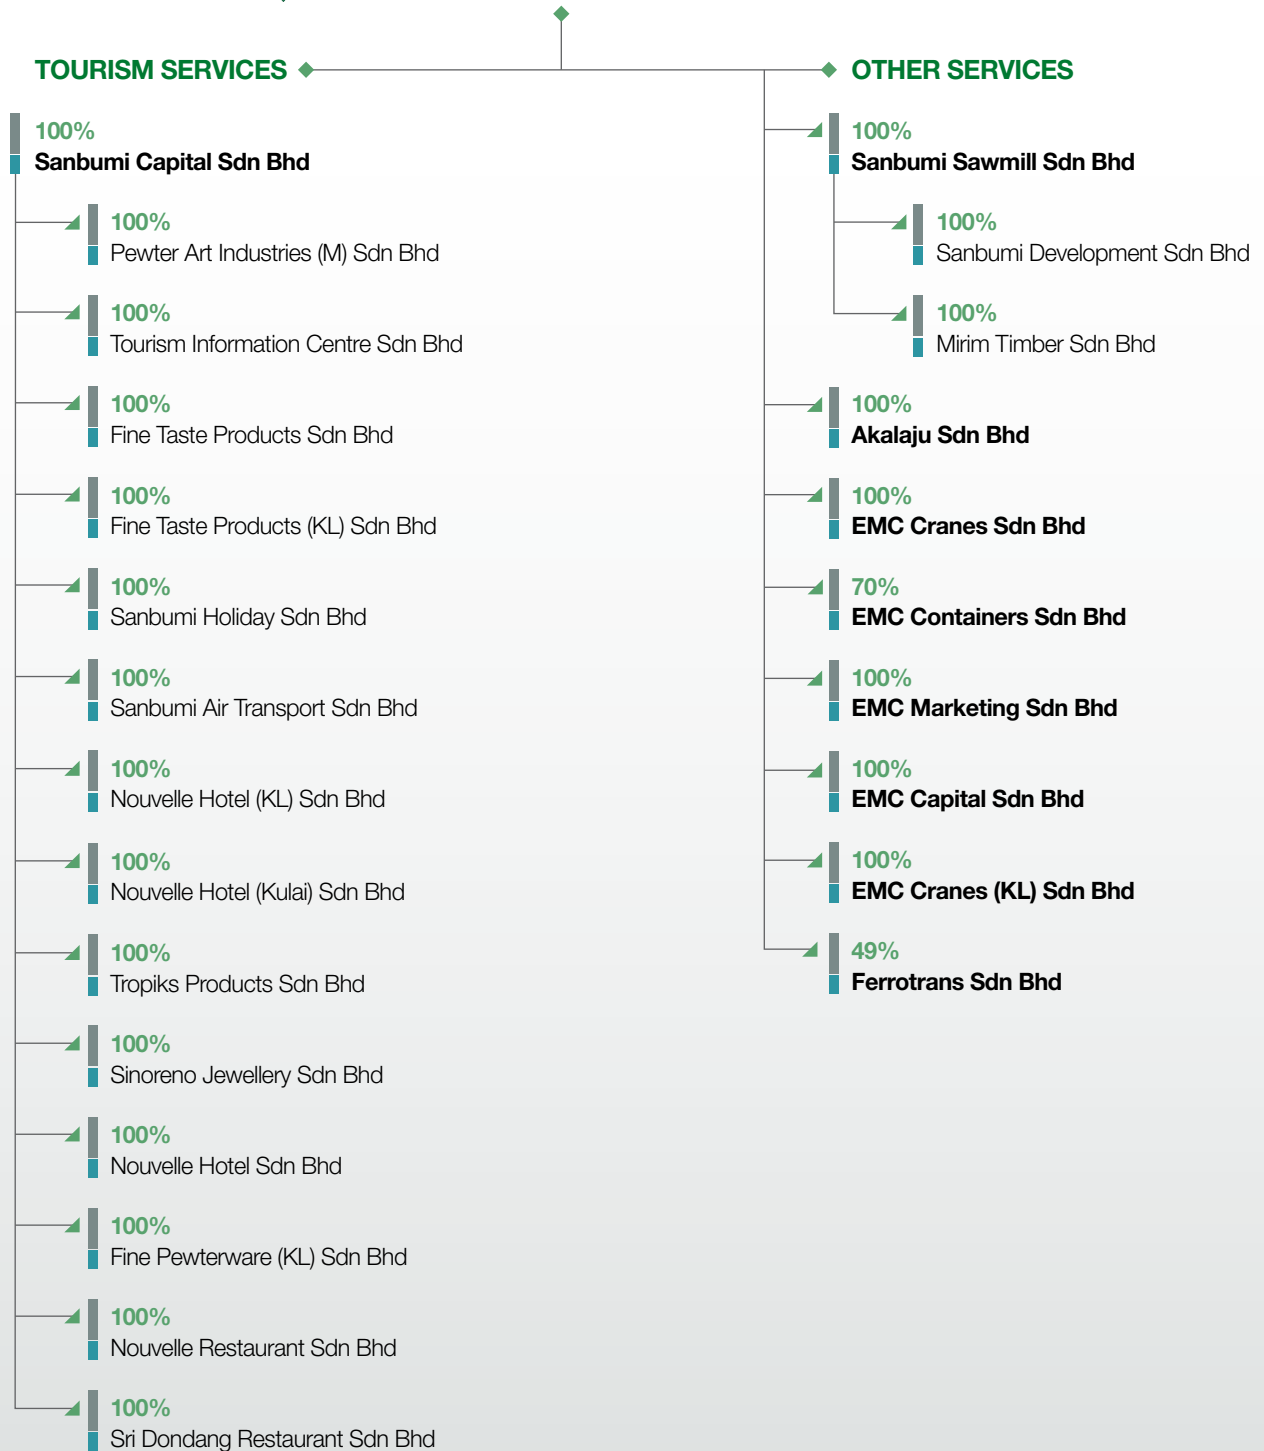 TOURISM SERVICES
100%
Sanbumi Capital Sdn Bhd
100%
Pewter Art Industries (M) Sdn Bhd
100%
Tourism Information Centre Sdn Bhd
100%
Fine Taste Products Sdn Bhd
100%
Fine Taste Products (KL) Sdn Bhd
100%
Sanbumi Holiday Sdn Bhd
100%
Sanbumi Air Transport Sdn Bhd
100%
Nouvelle Hotel (KL) Sdn Bhd
100%
Nouvelle Hotel (Kulai) Sdn Bhd
100%
Tropiks Products Sdn Bhd
100%
Sinoreno Jewellery Sdn Bhd
100%
Nouvelle Hotel Sdn Bhd
100%
Fine Pewterware (KL) Sdn Bhd
100%
Nouvelle Restaurant Sdn Bhd
100%
Sri Dondang Restaurant Sdn Bhd
OTHER SERVICES
100%
Sanbumi Sawmill Sdn Bhd
100%
Sanbumi Development Sdn Bhd
100%
Mirim Timber Sdn Bhd
100%
Akalaju Sdn Bhd
100%
EMC Cranes Sdn Bhd
70%
EMC Containers Sdn Bhd
100%
EMC Marketing Sdn Bhd
100%
EMC Capital Sdn Bhd
100%
EMC Cranes (KL) Sdn Bhd
49%
Ferrotrans Sdn Bhd